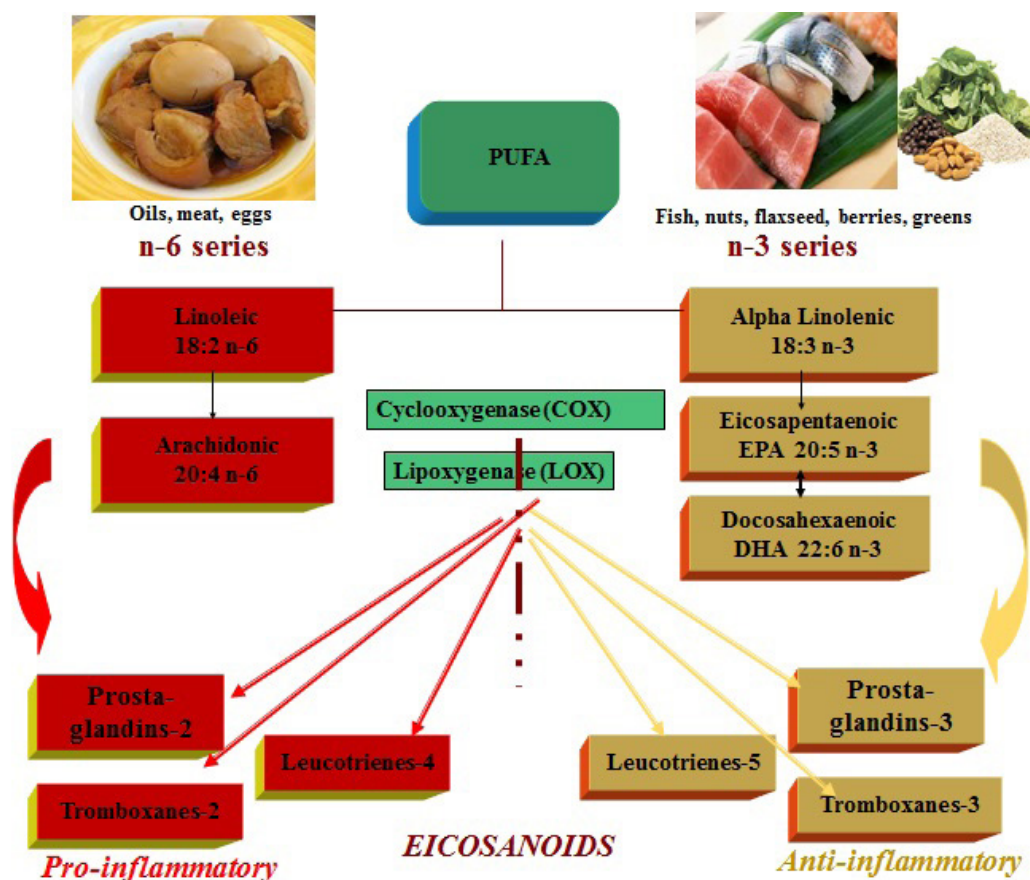 PUFA
Oils, meat, eggs
n-6 series
Fish, nuts, flaxseed, berries, greens
n-3 series
Linoleic
18:2 n-6
Alpha Linolenic
18:3 n-3
Cyclooxygenase (COX)
Arachidonic
20:4 n-6
Lipoxygenase (LOX)
Eicosapentaenoic
EPA 20:5 n-3
Docosahexaenoic
DHA 22:6 n-3
Prosta-
glandins-2
Leucotrienes-4
Tromboxanes-2
Pro-inflammatory
EICOSANOIDS
Leucotrienes-5
Prosta-
glandins-3
Tromboxanes-3
Anti-inflammatory